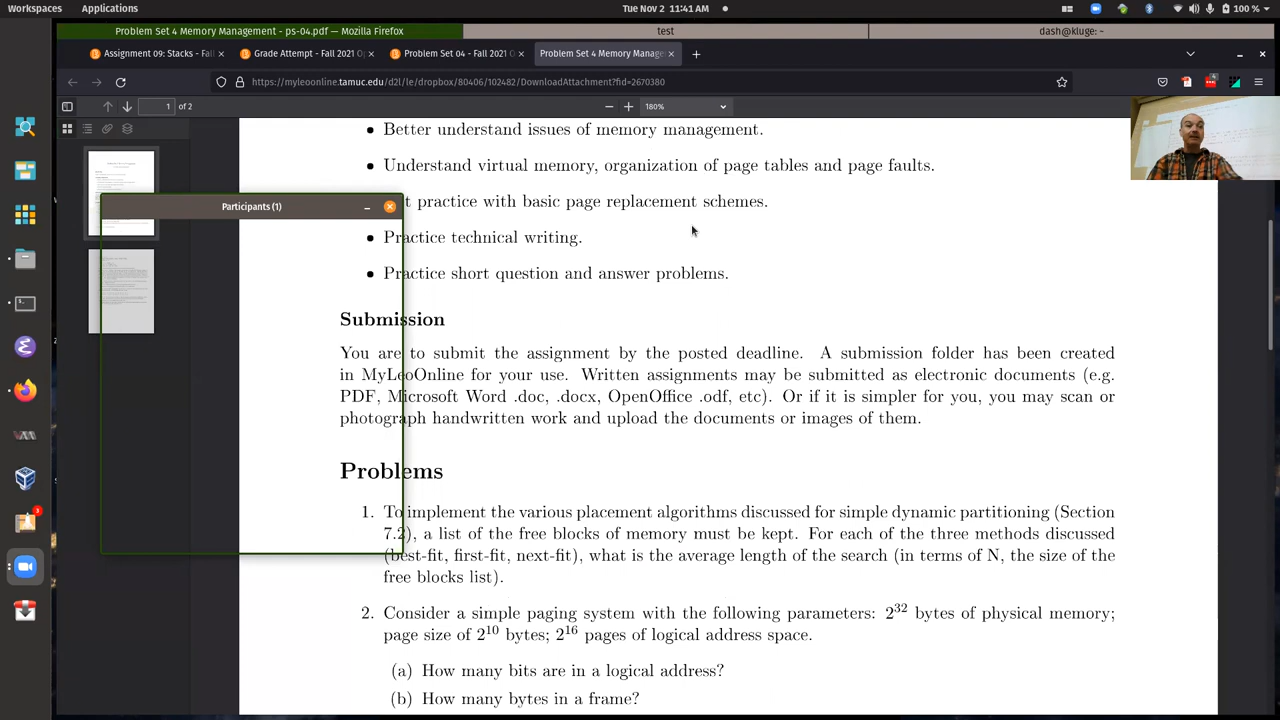 Workspaces Applications Tue Nov 2 11:41 AM 100 %
Problem Set 4 Memory Management - ps-04.pdf — Mozilla Firefox test dash@kluge: ~
Assignment 09: Stacks - Fal Grade Attempt - Fall 2021 O Problem Set 04 - Fall 2021 O Problem Set 4 Memory Manage
https://myleoonline.tamuc.edu/d2l/le/dropbox/80406/102482/DownloadAttachment?fid=2670380
1 of 2 180%
• Better understand issues of memory management.
• Understand virtual memory, organization of page tables and page faults.
t practice with basic page replacement schemes.
• Practice technical writing.
• Practice short question and answer problems.
Participants (1)
Submission
You are to submit the assignment by the posted deadline. A submission folder has been created
in MyLeoOnline for your use. Written assignments may be submitted as electronic documents (e.g.
PDF, Microsoft Word .doc, .docx, OpenOffice .odf, etc). Or if it is simpler for you, you may scan or
photograph handwritten work and upload the documents or images of them.
Problems
1. To implement the various placement algorithms discussed for simple dynamic partitioning (Section
7.2), a list of the free blocks of memory must be kept. For each of the three methods discussed
(best-fit, first-fit, next-fit), what is the average length of the search (in terms of N, the size of the
free blocks list).
2. Consider a simple paging system with the following parameters: 2³² bytes of physical memory;
page size of 2¹⁰ bytes; 2¹⁶ pages of logical address space.
(a) How many bits are in a logical address?
(b) How many bytes in a frame?